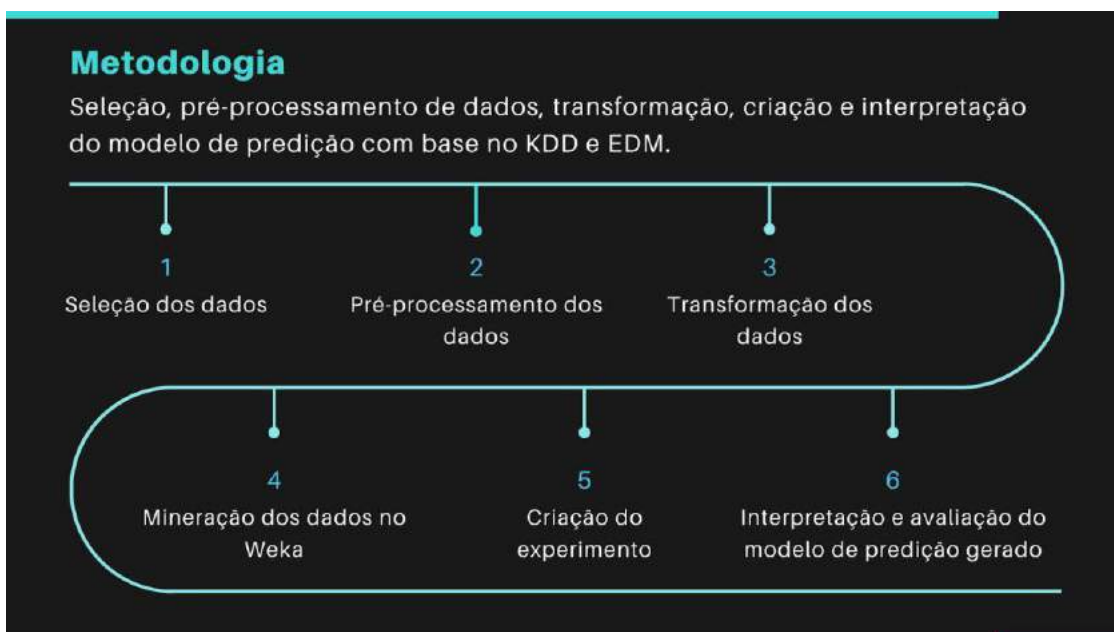 Metodologia
Seleção, pré-processamento de dados, transformação, criação e interpretação
do modelo de predição com base no KDD e EDM.
1
2
3
Seleção dos dados
Pré-processamento dos
dados
Transformação dos
dados
4
5
6
Mineração dos dados no
Weka
Criação do
experimento
Interpretação e avaliação do
modelo de predição gerado